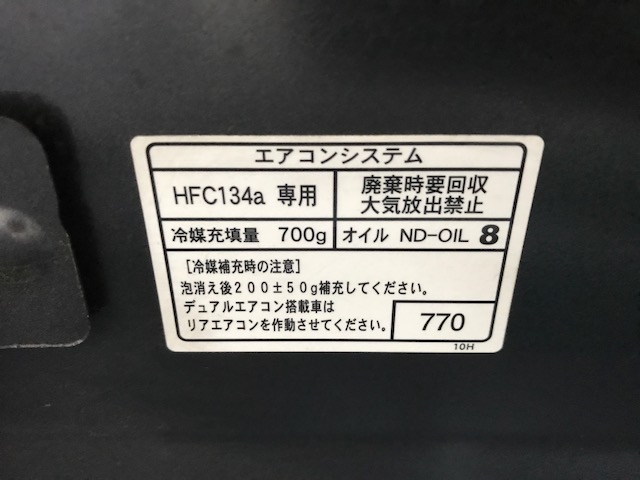 エアコンシステム
HFC134a 専用
廃棄時要回収
大気放出禁止
冷媒充填量 700g
オイル ND-OIL 8
[冷媒補充時の注意]
泡消え後200±50g補充してください。
デュアルエアコン搭載車は
リアエアコンを作動させてください。
770
10H